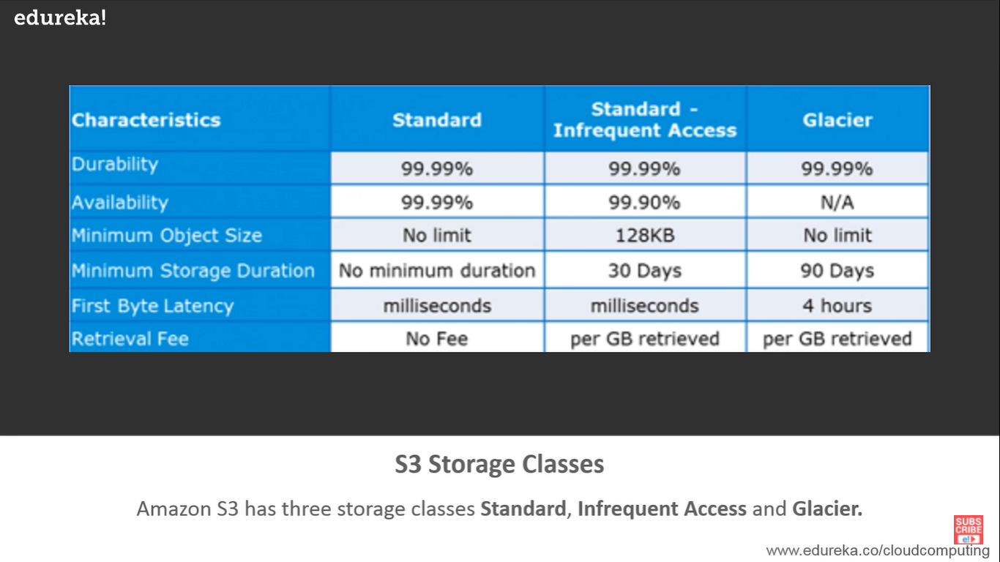 edureka!
Characteristics Standard Standard - Infrequent Access Glacier
Durability 99.99% 99.99% 99.99%
Availability 99.99% 99.90% N/A
Minimum Object Size No limit 128KB No limit
Minimum Storage Duration No minimum duration 30 Days 90 Days
First Byte Latency milliseconds milliseconds 4 hours
Retrieval Fee No Fee per GB retrieved per GB retrieved
S3 Storage Classes
Amazon S3 has three storage classes Standard, Infrequent Access and Glacier.
SUBS
CRIBE
e!
www.edureka.co/cloudcomputing